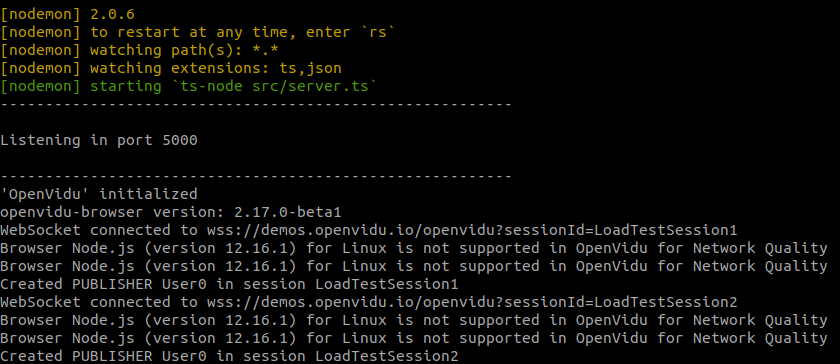 [nodemon] 2.0.6
[nodemon] to restart at any time, enter `rs`
[nodemon] watching path(s): *.*
[nodemon] watching extensions: ts,json
[nodemon] starting `ts-node src/server.ts`
---------------------------------------------------------
Listening in port 5000
---------------------------------------------------------
'OpenVidu' initialized
openvidu-browser version: 2.17.0-beta1
WebSocket connected to wss://demos.openvidu.io/openvidu?sessionId=LoadTestSession1
Browser Node.js (version 12.16.1) for Linux is not supported in OpenVidu for Network Quality
Browser Node.js (version 12.16.1) for Linux is not supported in OpenVidu for Network Quality
Created PUBLISHER User0 in session LoadTestSession1
WebSocket connected to wss://demos.openvidu.io/openvidu?sessionId=LoadTestSession2
Browser Node.js (version 12.16.1) for Linux is not supported in OpenVidu for Network Quality
Browser Node.js (version 12.16.1) for Linux is not supported in OpenVidu for Network Quality
Created PUBLISHER User0 in session LoadTestSession2